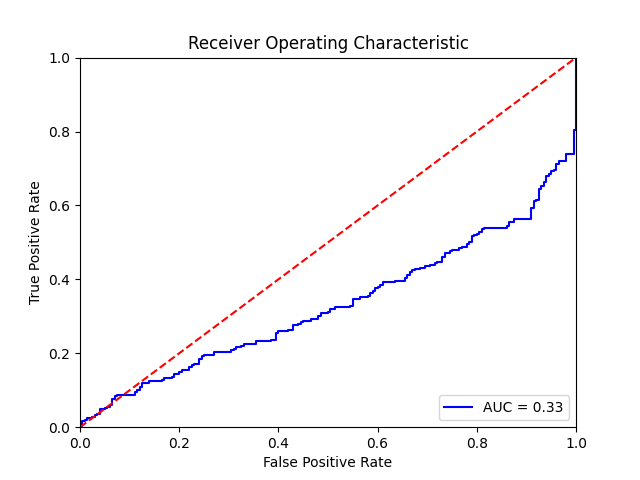 Receiver Operating Characteristic
1.0
0.8
0.6
0.4
0.2
0.0
True Positive Rate
AUC = 0.33
0.0 0.2 0.4 0.6 0.8 1.0
False Positive Rate